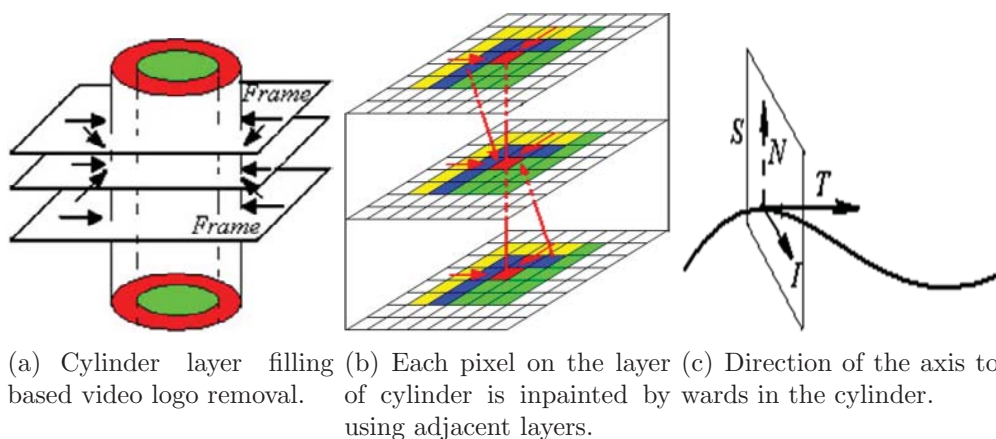 Frame
Frame
S
N
T
I
(a) Cylinder layer filling
based video logo removal.
(b) Each pixel on the layer
of cylinder is inpainted by
using adjacent layers.
(c) Direction of the axis to
wards in the cylinder.